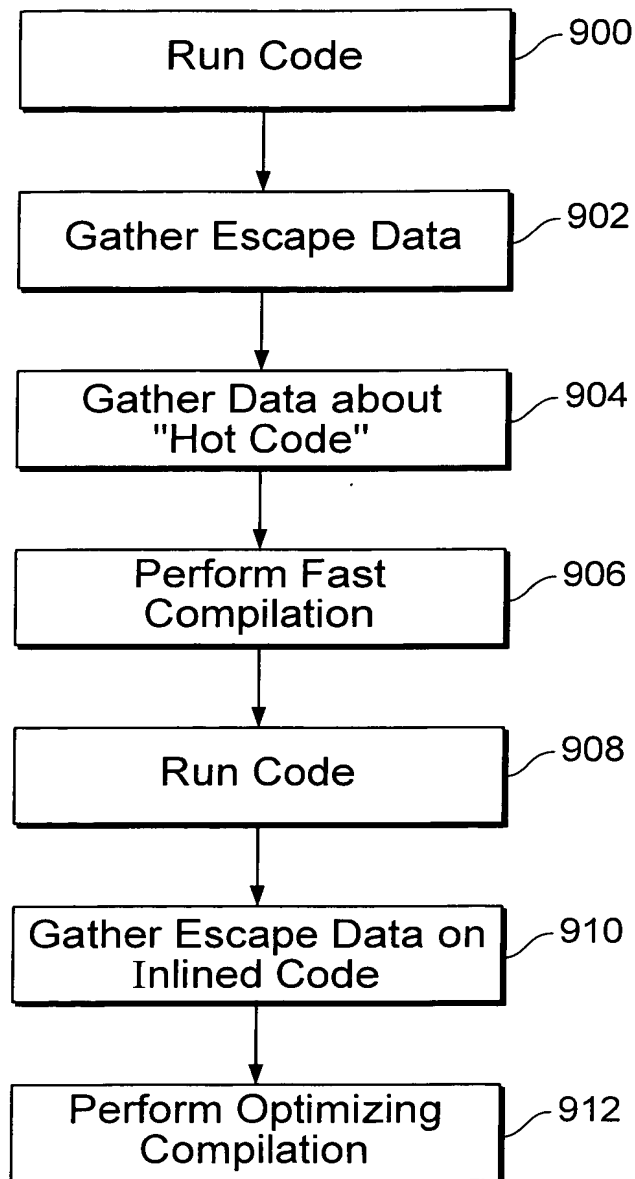 Run Code
900
Gather Escape Data
902
Gather Data about
"Hot Code"
904
Perform Fast
Compilation
906
Run Code
908
Gather Escape Data on
Inlined Code
910
Perform Optimizing
Compilation
912